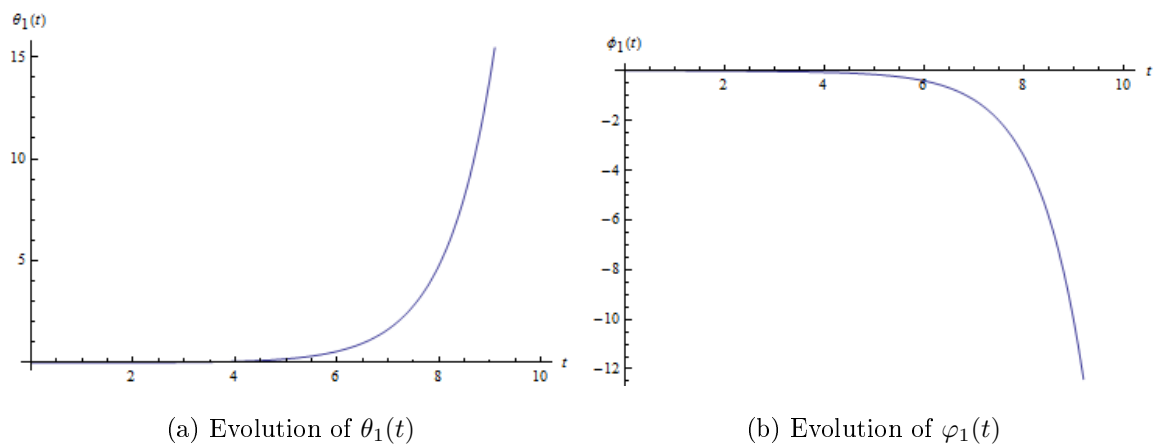 θ₁(t)
15
10
5
2 4 6 8 10 t
(a) Evolution of θ₁(t)
ϕ₁(t)
2 4 6 8 10 t
−2
−4
−6
−8
−10
−12
(b) Evolution of φ₁(t)